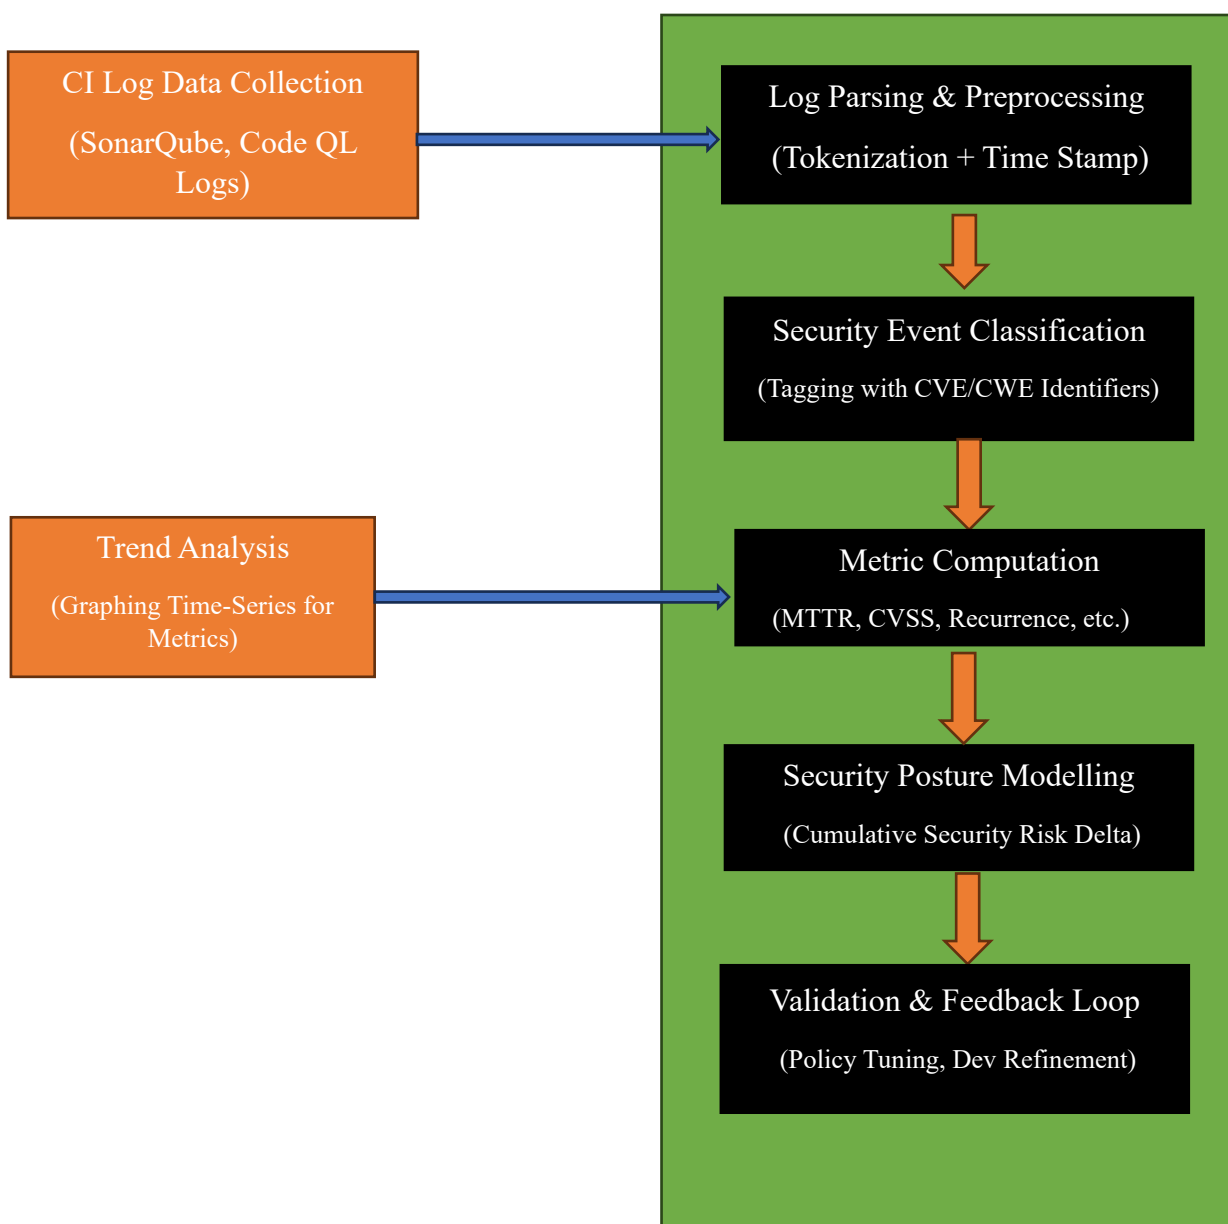 CI Log Data Collection
(SonarQube, Code QL
Logs)
Log Parsing & Preprocessing
(Tokenization + Time Stamp)
Security Event Classification
(Tagging with CVE/CWE Identifiers)
Trend Analysis
(Graphing Time-Series for
Metrics)
Metric Computation
(MTTR, CVSS, Recurrence, etc.)
Security Posture Modelling
(Cumulative Security Risk Delta)
Validation & Feedback Loop
(Policy Tuning, Dev Refinement)